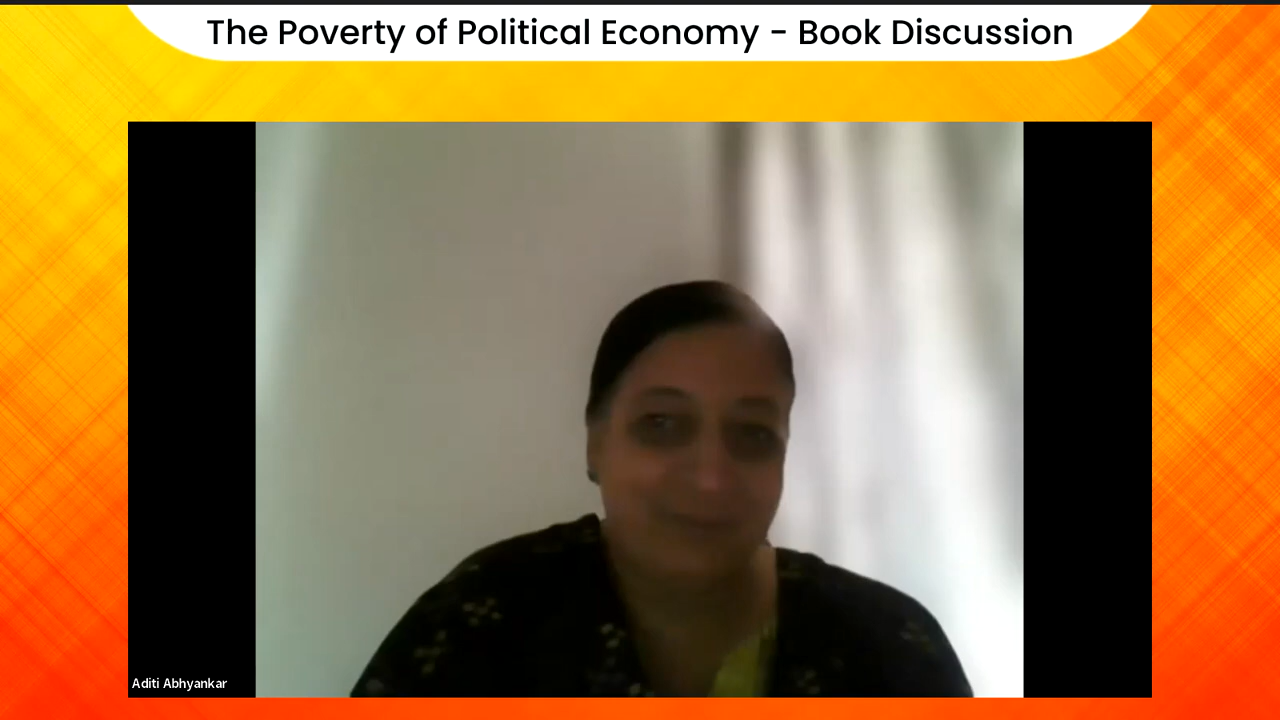 The Poverty of Political Economy - Book Discussion
Aditi Abhyankar